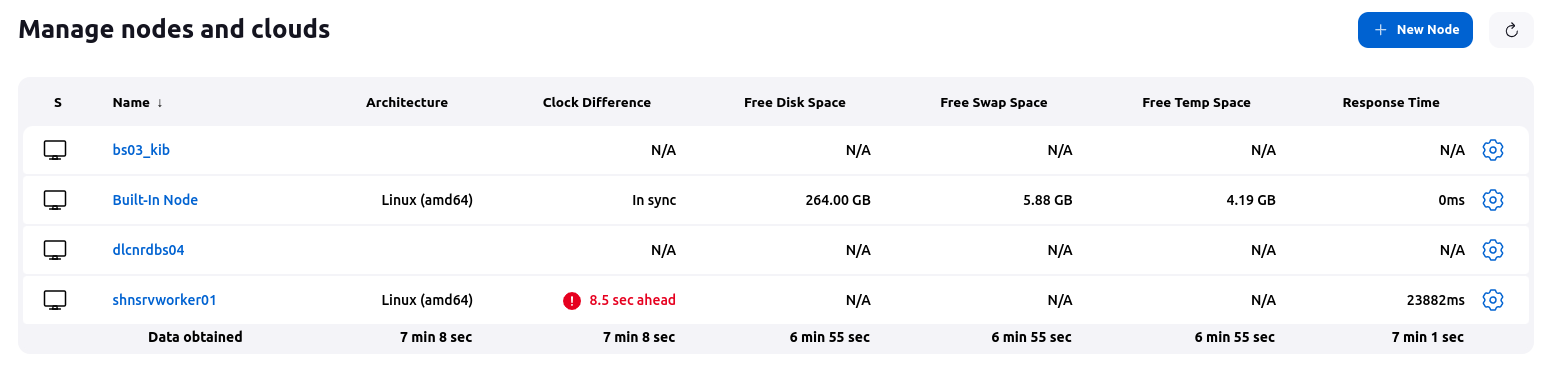 Manage nodes and clouds
+ New Node
S Name ↓ Architecture Clock Difference Free Disk Space Free Swap Space Free Temp Space Response Time
bs03_kib N/A N/A N/A N/A N/A
Built-In Node Linux (amd64) In sync 264.00 GB 5.88 GB 4.19 GB 0ms
dlcnrdbs04 N/A N/A N/A N/A N/A
shnsrvworker01 Linux (amd64) ! 8.5 sec ahead N/A N/A N/A 23882ms
Data obtained 7 min 8 sec 7 min 8 sec 6 min 55 sec 6 min 55 sec 6 min 55 sec 7 min 1 sec